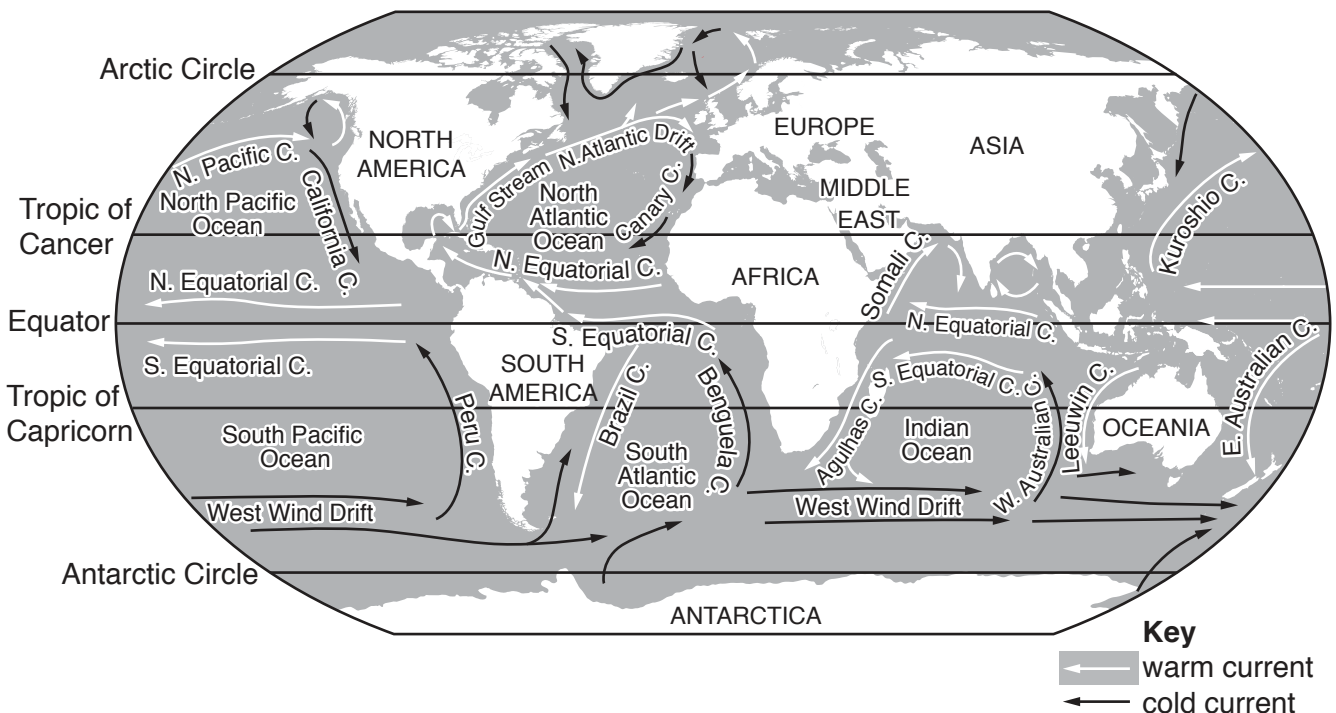 Arctic Circle
NORTH
AMERICA
EUROPE
ASIA
N. Pacific C.
North Pacific
Ocean
California C.
Gulf Stream
N.Atlantic Drift
North
Atlantic
Ocean
Canary C.
MIDDLE
EAST
Kuroshio C.
Tropic of
Cancer
N. Equatorial C.
N. Equatorial C.
AFRICA
Somali C.
N. Equatorial C.
Equator
S. Equatorial C.
S. Equatorial C.
SOUTH
AMERICA
S. Equatorial C.
E. Australian C.
Tropic of
Capricorn
Peru C.
Brazil C.
Benguela C.
Agulhas C.
Indian
Ocean
W. Australian C.
Leeuwin C.
OCEANIA
South Pacific
Ocean
South
Atlantic
Ocean
West Wind Drift
West Wind Drift
Antarctic Circle
ANTARCTICA
Key
warm current
cold current